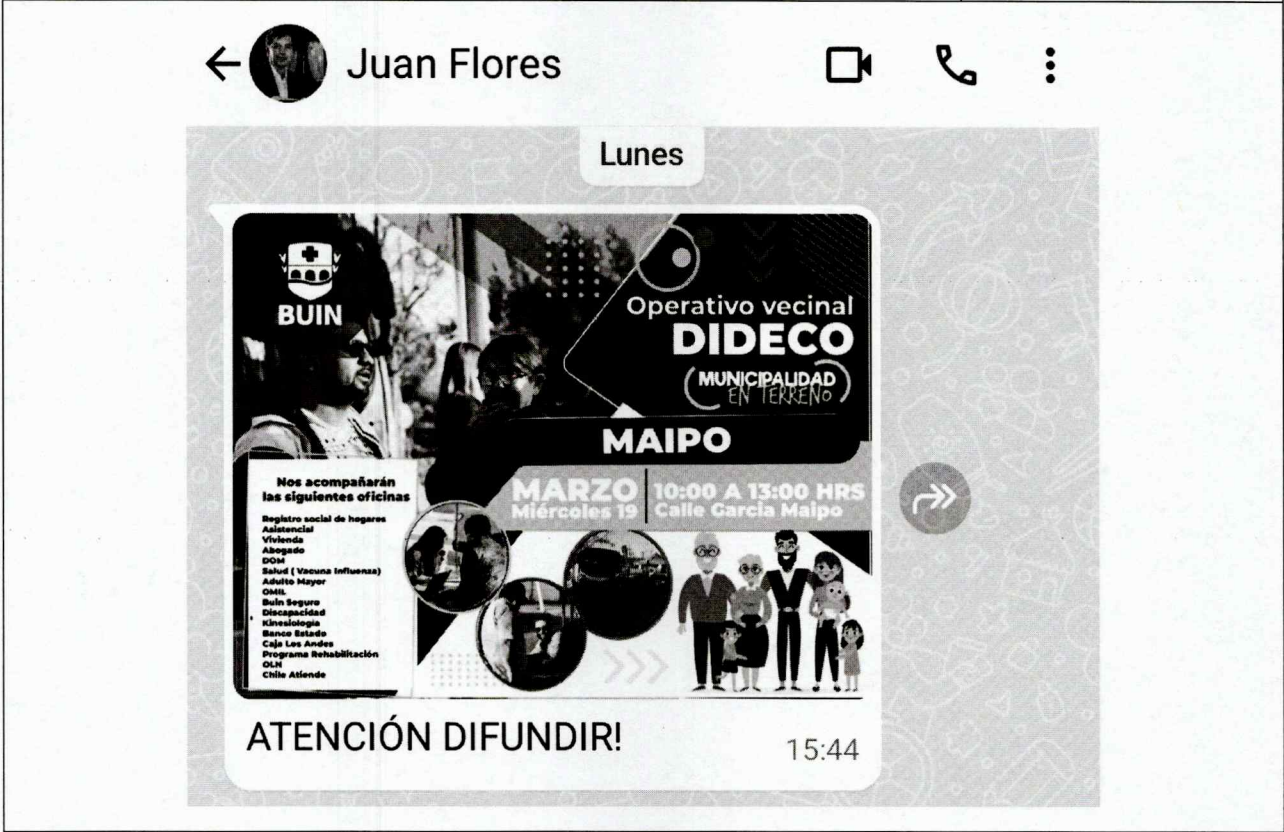 Juan Flores
Lunes
BUIN
Operativo vecinal
DIDECO
MUNICIPALIDAD
EN TERRENO
MAIPO
MARZO
Miércoles 19
10:00 A 13:00 HRS
Calle Garcia Maipo
Nos acompañarán
las siguientes oficinas
Registro social de hogares
Asistencial
Vivienda
Abogado
DOM
Salud ( Vacuna Influenza)
Adulto Mayor
OMIL
Buin Seguro
Discapacidad
Kinesiología
Banco Estado
Caja Los Andes
Programa Rehabilitación
OLN
Chile Atiende
ATENCIÓN DIFUNDIR!
15:44